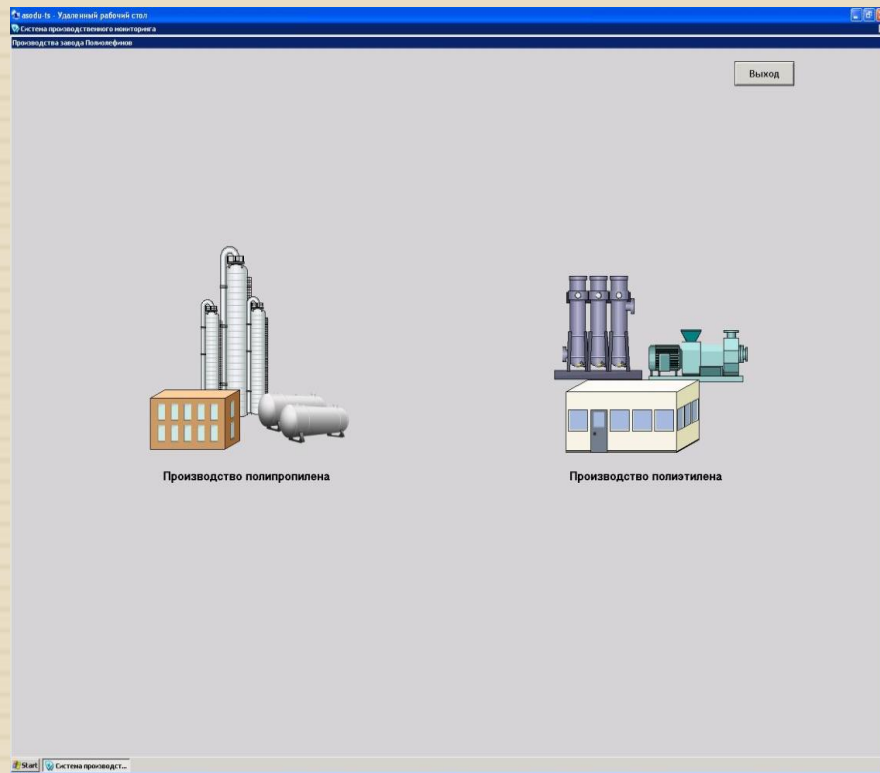 asodu-ts - Удаленный рабочий стол
Система производственного мониторинга
Производства завода Полиолефинов
Выход
Производство полипропилена
Производство полиэтилена
Start
Система производст...